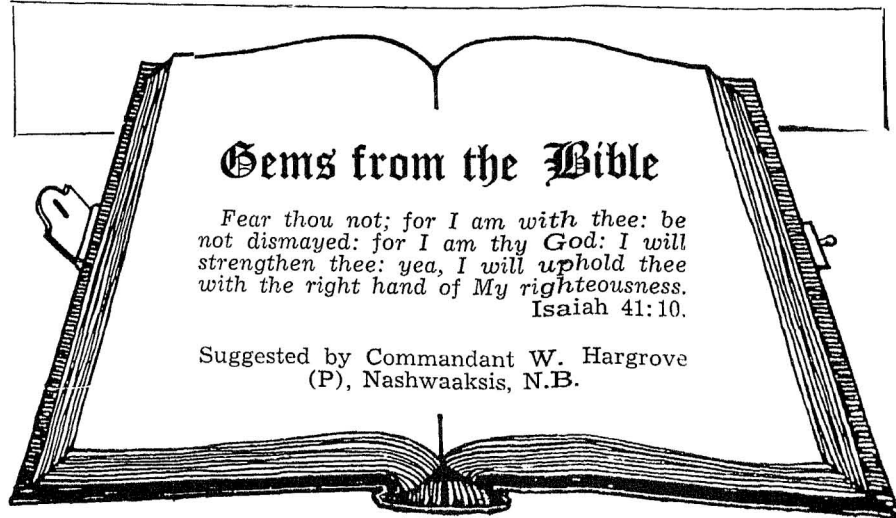 Gems from the Bible
Fear thou not; for I am with thee: be
not dismayed: for I am thy God: I will
strengthen thee: yea, I will uphold thee
with the right hand of My righteousness.
Isaiah 41:10.
Suggested by Commandant W. Hargrove
(P), Nashwaaksis, N.B.